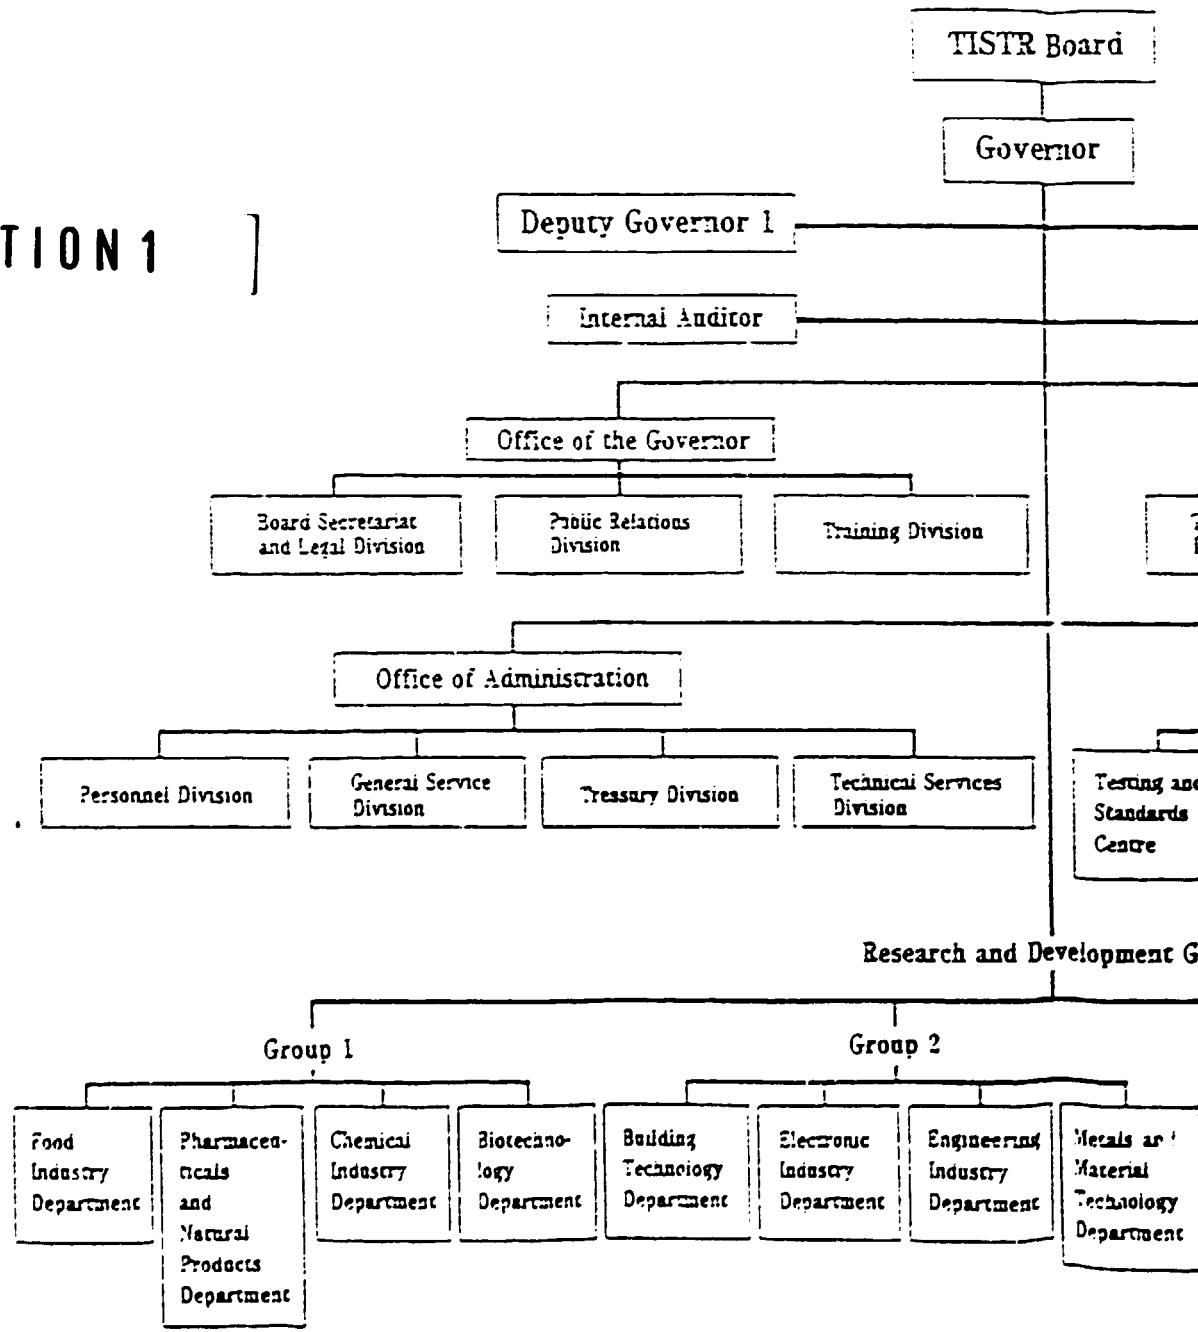 TISTR Board
Governor
TION 1 ]
Deputy Governor 1
Internal Auditor
Office of the Governor
Board Secretariat
and Legal Division
Public Relations
Division
Training Division
Office of Administration
Personnel Division
General Service
Division
Treasury Division
Technical Services
Division
Testing and
Standards
Centre
Research and Development G
Group 1
Group 2
Food
Industry
Department
Pharmaceu-
ticals
and
Natural
Products
Department
Chemical
Industry
Department
Biotechno-
logy
Department
Building
Technology
Department
Electronic
Industry
Department
Engineering
Industry
Department
Metals and
Material
Technology
Department